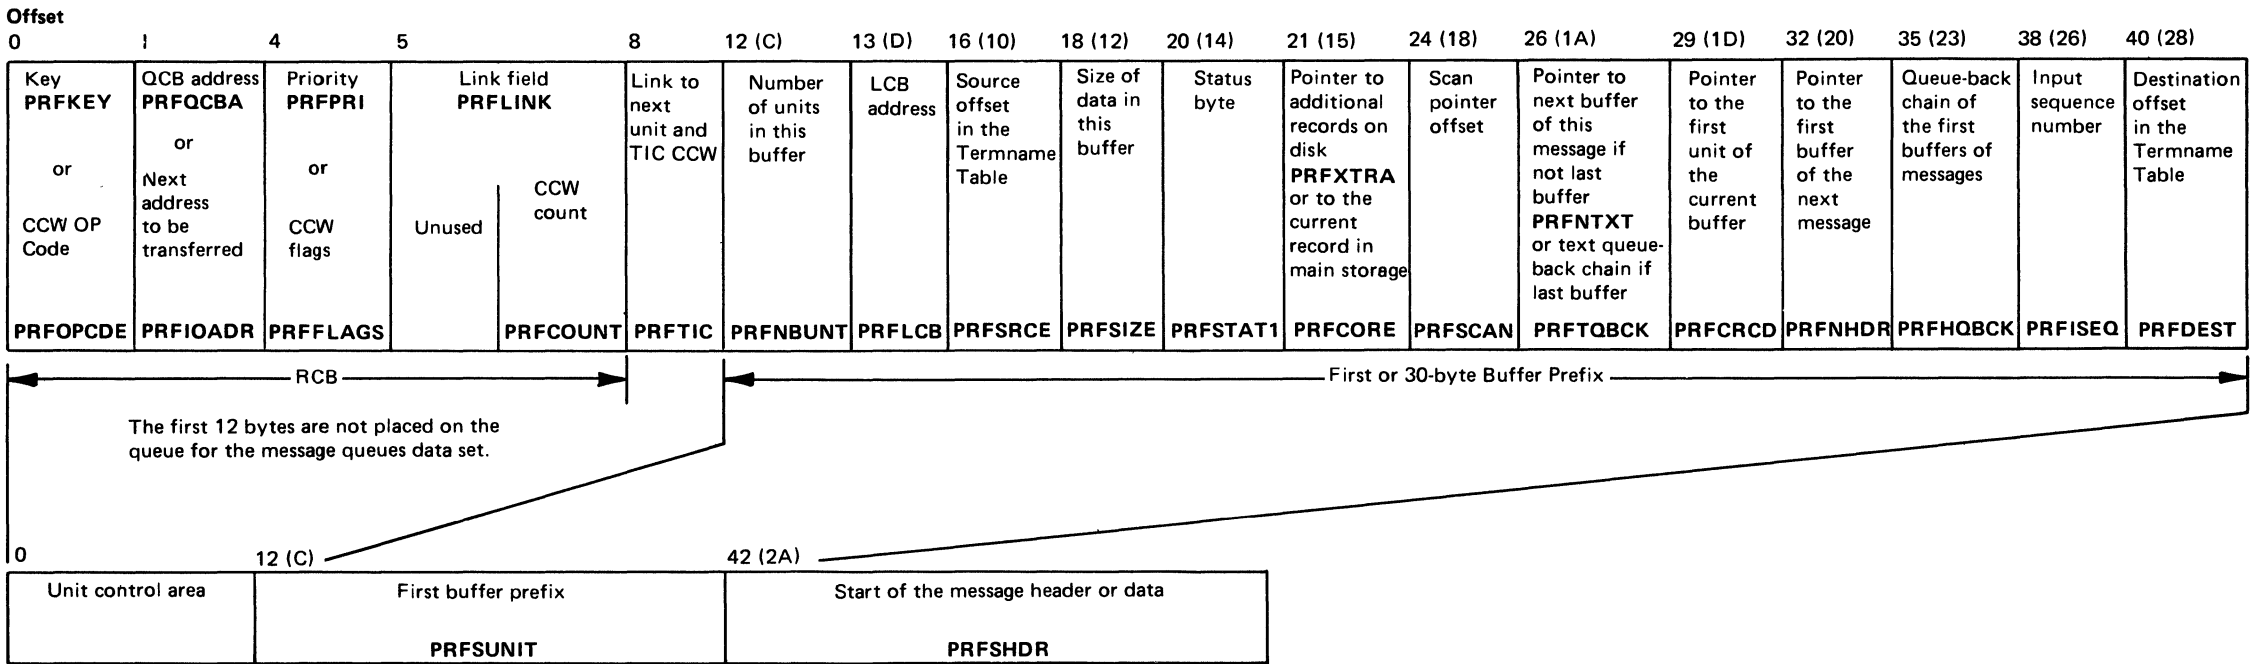 Offset
0 1 4 5 8 12 (C) 13 (D) 16 (10) 18 (12) 20 (14) 21 (15) 24 (18) 26 (1A) 29 (1D) 32 (20) 35 (23) 38 (26) 40 (28)
Key
PRFKEY
or
CCW OP
Code
PRFOPCDE
QCB address
PRFQCBA
or
Next
address
to be
transferred
PRFIOADR
Priority
PRFPRI
or
CCW
flags
PRFFLAGS
Link field
PRFLINK
Unused
CCW
count
PRFCOUNT
Link to
next
unit and
TIC CCW
PRFTIC
Number
of units
in this
buffer
PRFNBUNT
LCB
address
PRFLCB
Source
offset
in the
Termname
Table
PRFSRCE
Size of
data in
this
buffer
PRFSIZE
Status
byte
PRFSTAT1
Pointer to
additional
records on
disk
PRFXTRA
or to the
current
record in
main storage
PRFCORE
Scan
pointer
offset
PRFSCAN
Pointer to
next buffer
of this
message if
not last
buffer
PRFNTXT
or text queue-
back chain if
last buffer
PRFTQBCK
Pointer
to the
first
unit of
the
current
buffer
PRFCRCD
Pointer
to the
first
buffer
of the
next
message
PRFNHDR
Queue-back
chain of
the first
buffers of
messages
PRFHQBCK
Input
sequence
number
PRFISEQ
Destination
offset
in the
Termname
Table
PRFDEST
RCB
First or 30-byte Buffer Prefix
The first 12 bytes are not placed on the
queue for the message queues data set.
0 12 (C) 42 (2A)
Unit control area
First buffer prefix
PRFSUNIT
Start of the message header or data
PRFSHDR